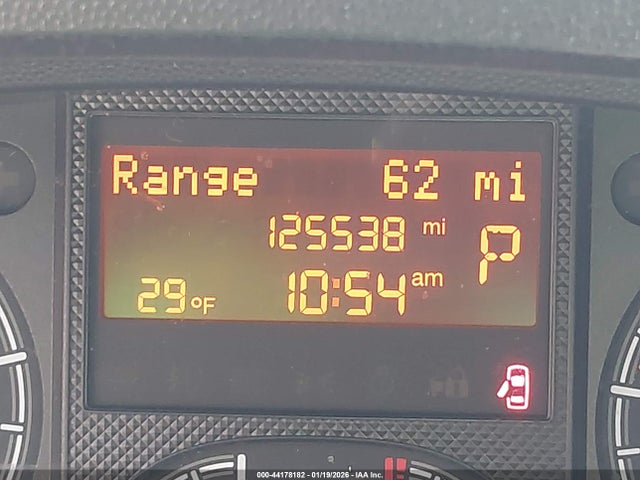 Range 62 mi
125538 mi
P
29°F 10:54 am
000-44178182 - 01/19/2026 - IAA Inc.